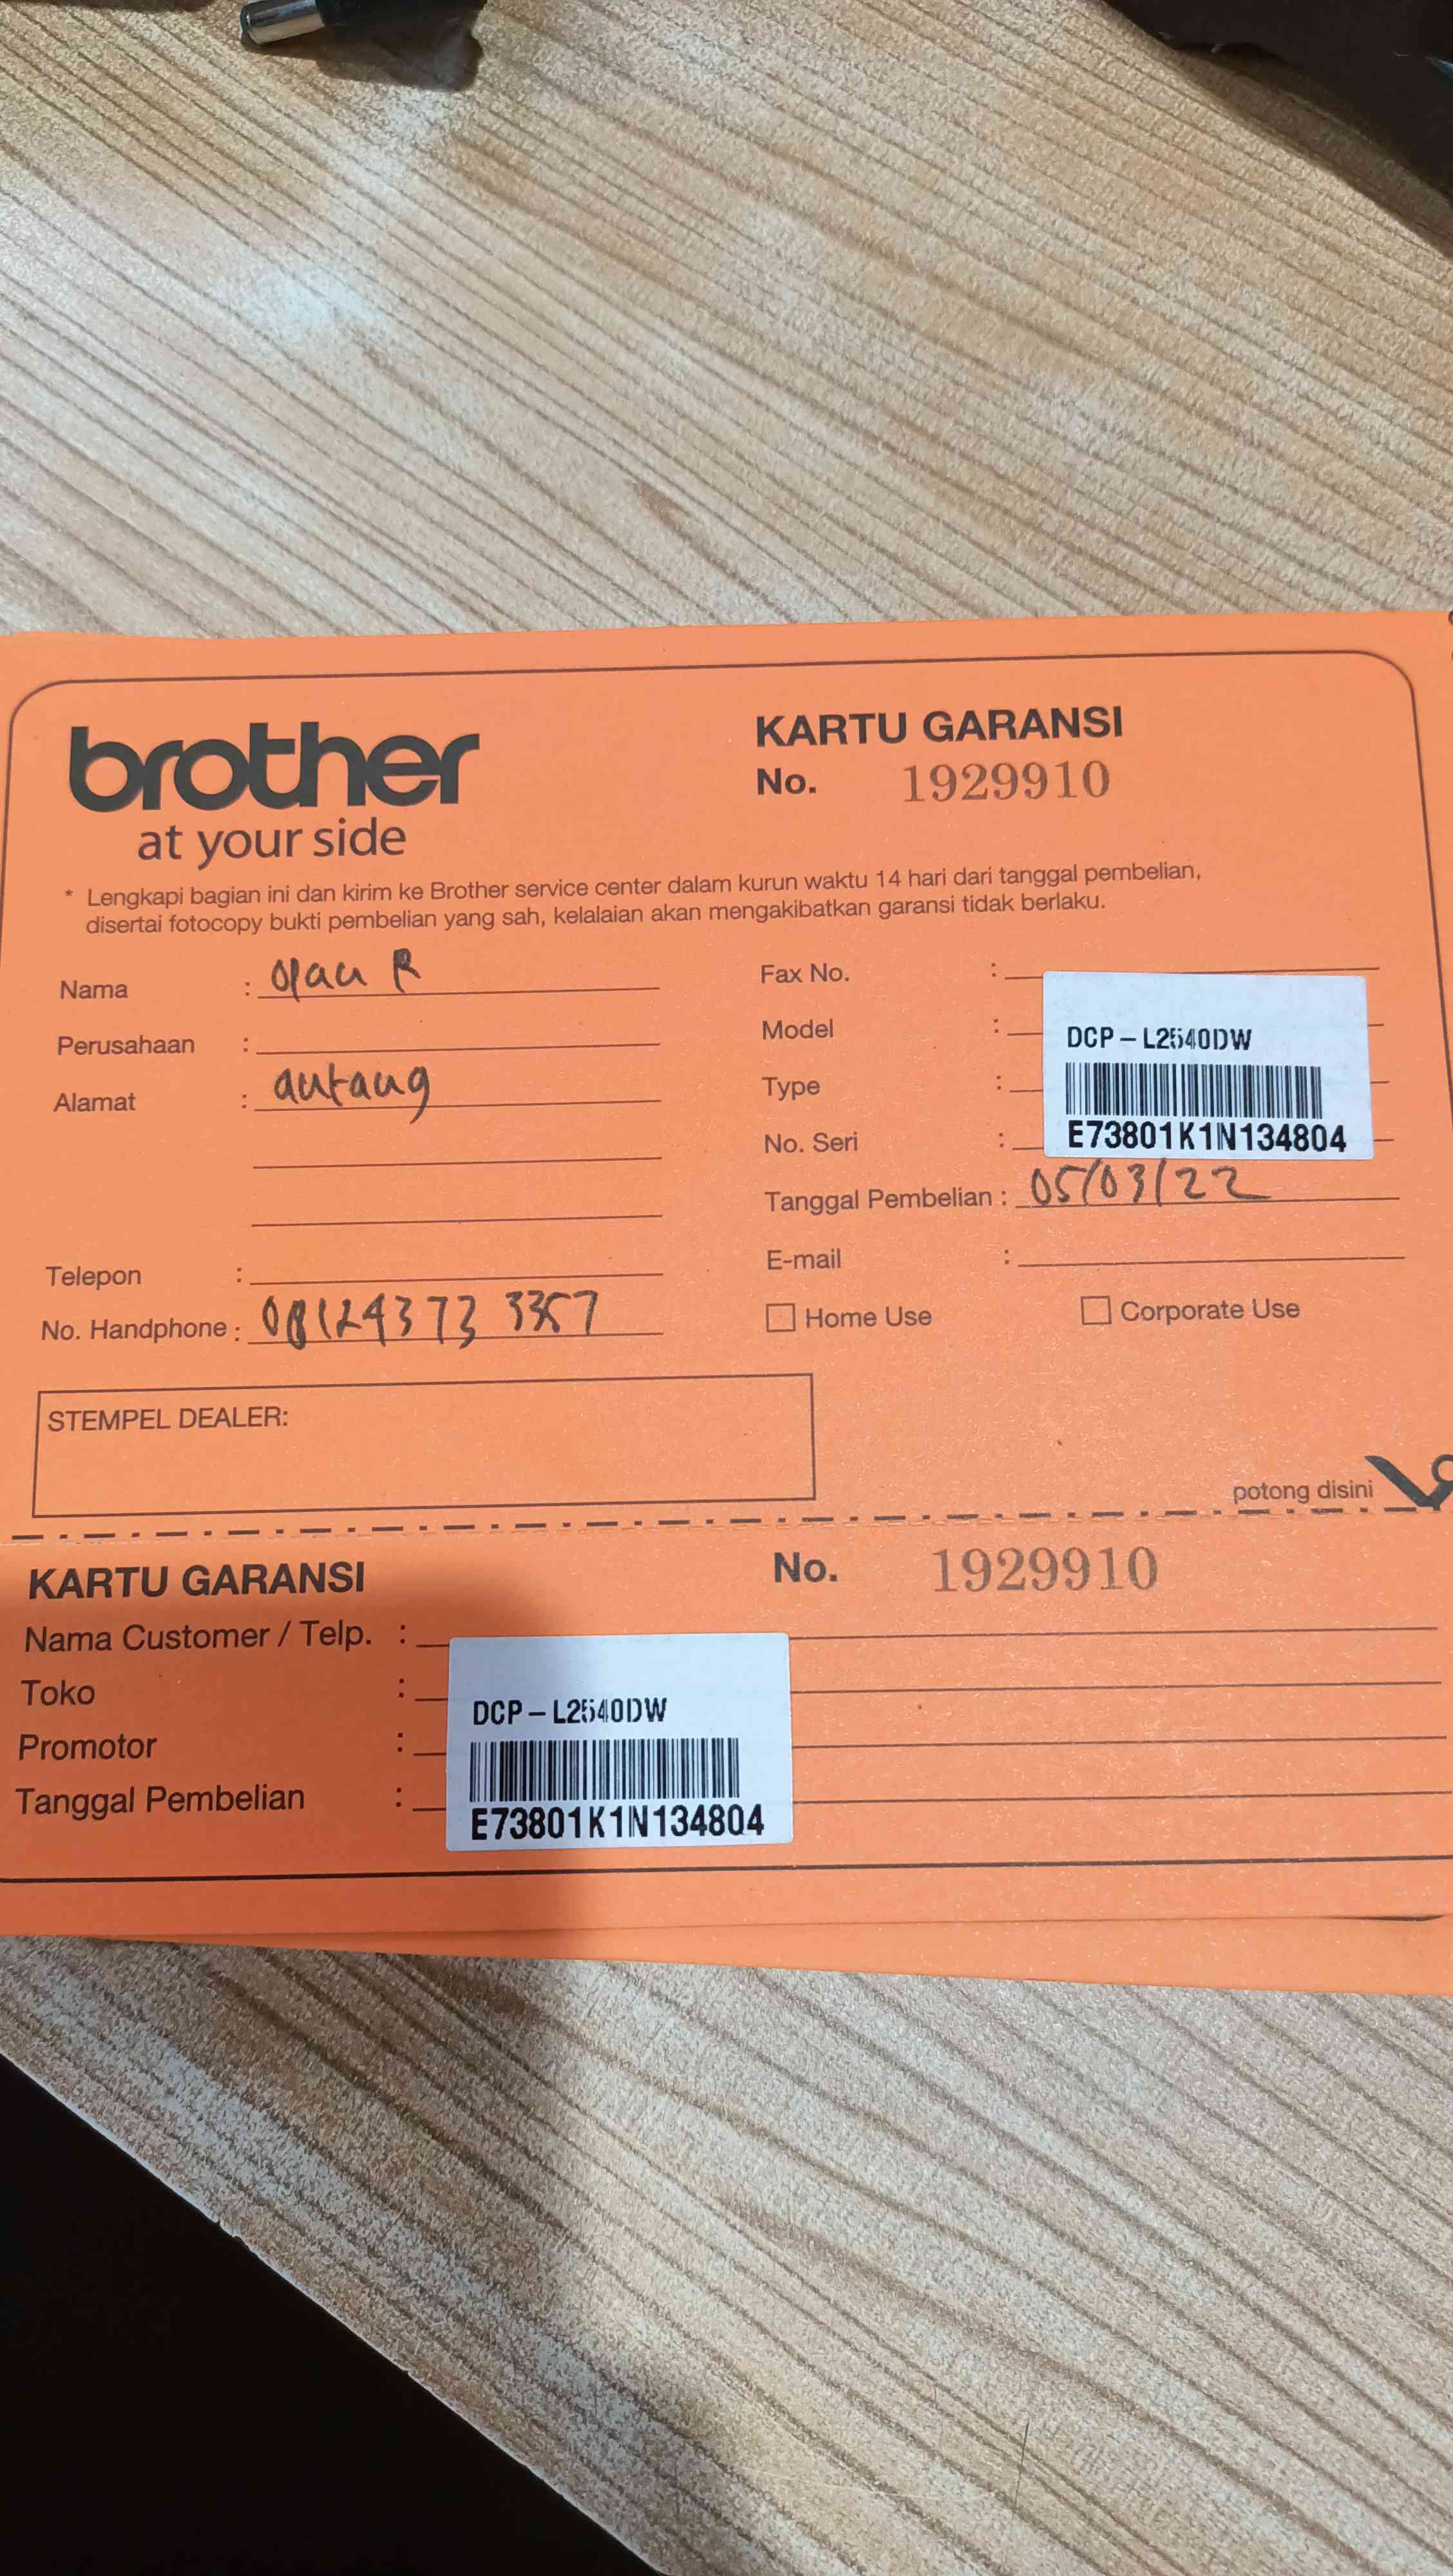 brother
at your side
KARTU GARANSI
No. 1929910
* Lengkapi bagian ini dan kirim ke Brother service center dalam kurun waktu 14 hari dari tanggal pembelian,
disertai fotocopy bukti pembelian yang sah, kelalaian akan mengakibatkan garansi tidak berlaku.
Nama : R
Perusahaan :
Alamat : antang
Telepon :
No. Handphone :
Fax No. :
Model : DCP – L2540DW
Type :
No. Seri : E73801K1N134804
Tanggal Pembelian : 05/03/22
E-mail :
Home Use
Corporate Use
STEMPEL DEALER:
potong disini
KARTU GARANSI
No. 1929910
Nama Customer / Telp. :
Toko :
Promotor :
Tanggal Pembelian :
DCP – L2540DW
E73801K1N134804